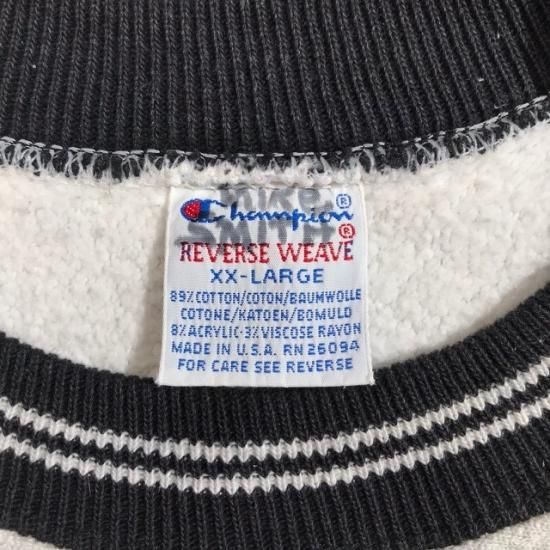 MIKE
Champion®
SMITH ®
REVERSE WEAVE
XX-LARGE
89% COTTON/COTON/BAUMWOLLE
COTONE/KATOEN/BOMULD
8% ACRYLIC-3% VISCOSE RAYON
MADE IN U.S.A. RN 26094
FOR CARE SEE REVERSE